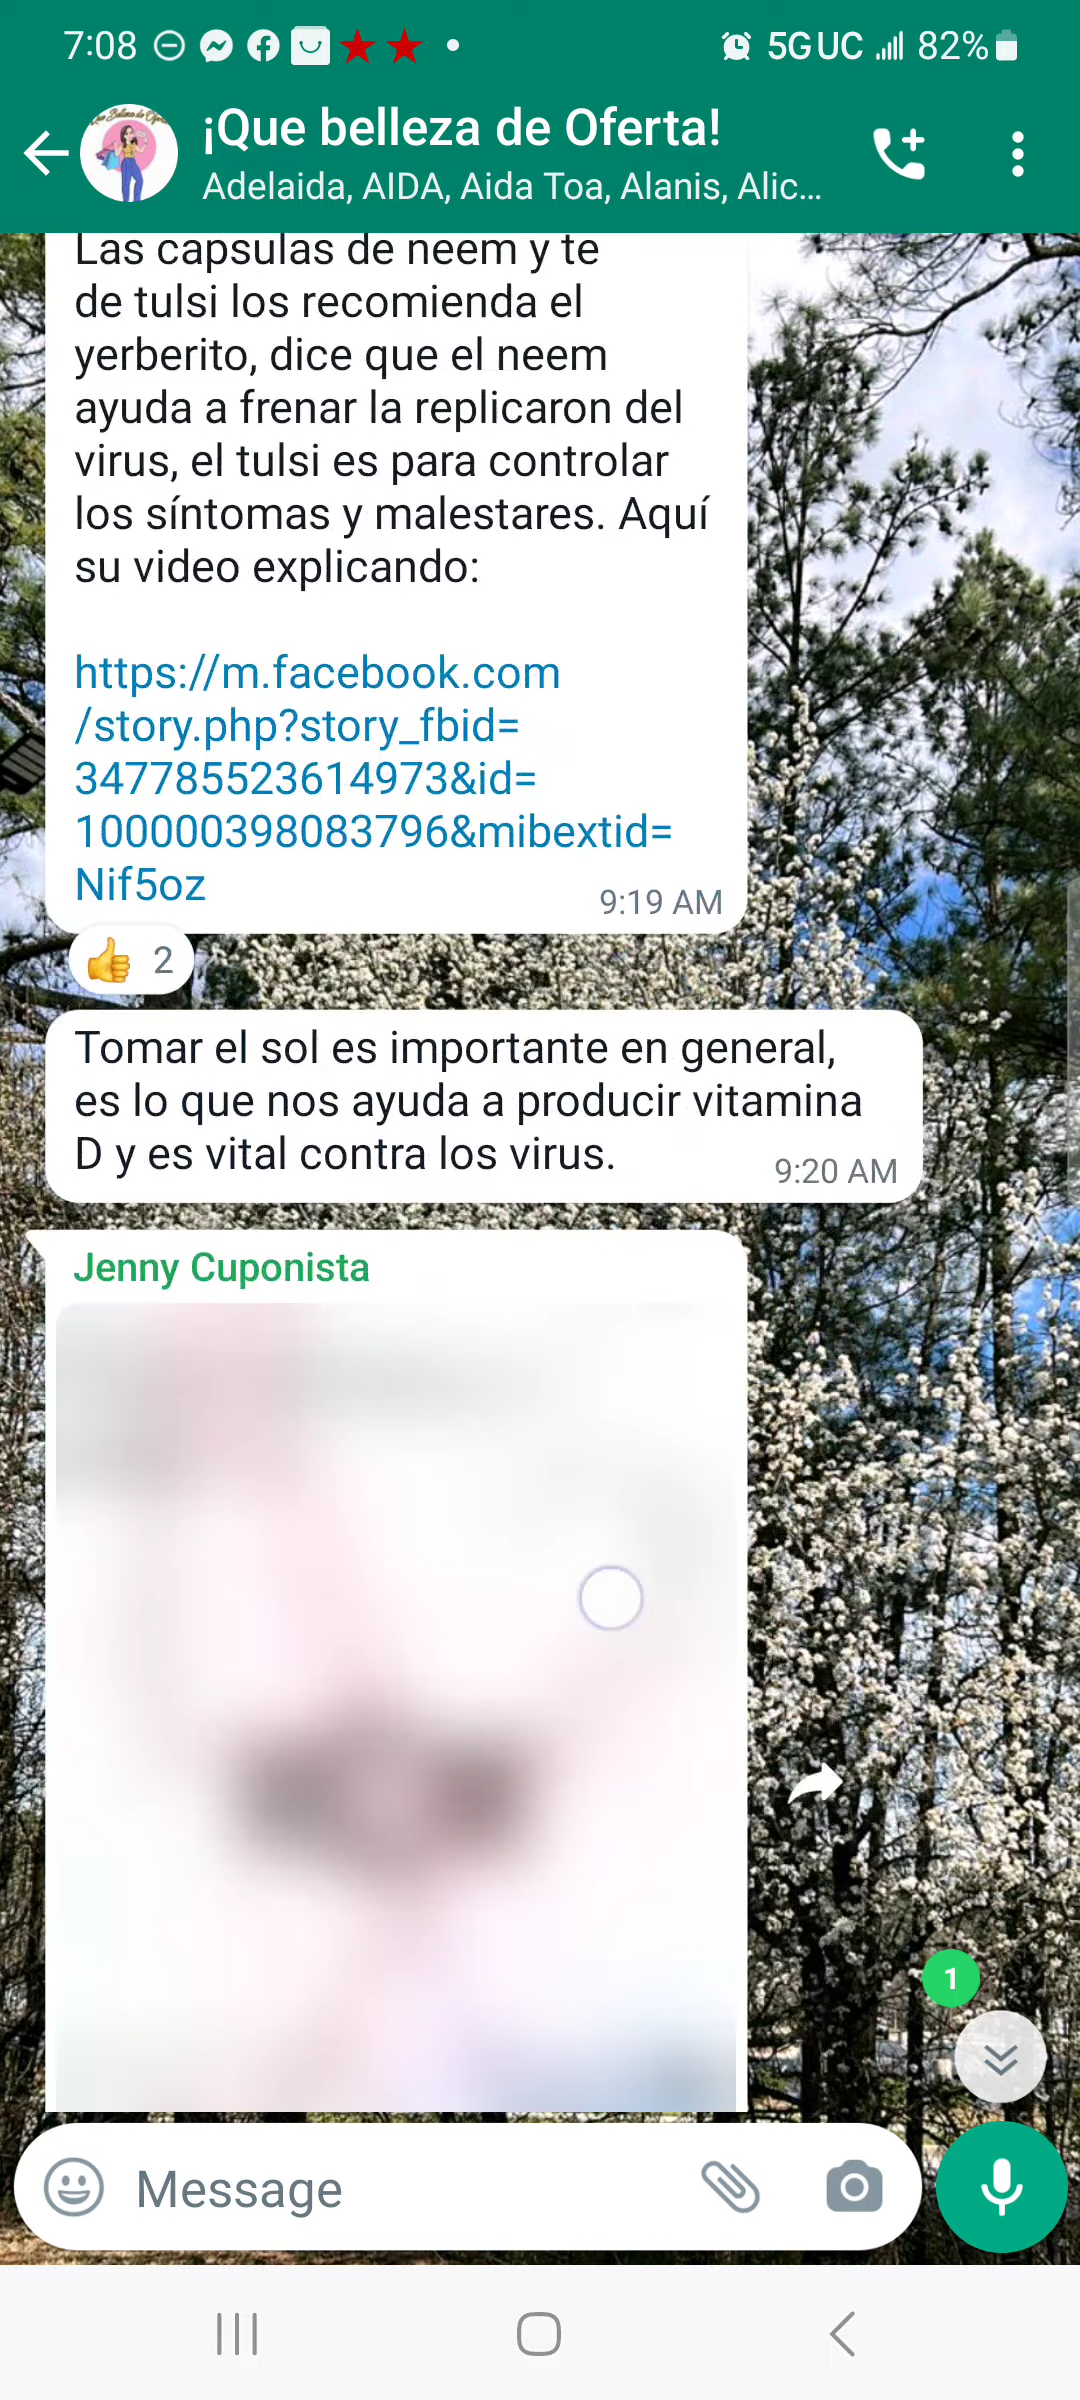 7:08
5G UC 82%
¡Que belleza de Oferta!
Adelaida, AIDA, Aida Toa, Alanis, Alic...
Las capsulas de neem y te
de tulsi los recomienda el
yerberito, dice que el neem
ayuda a frenar la replicaron del
virus, el tulsi es para controlar
los síntomas y malestares. Aquí
su video explicando:
https://m.facebook.com
/story.php?story_fbid=
347785523614973&id=
100000398083796&mibextid=
Nif5oz
9:19 AM
2
Tomar el sol es importante en general,
es lo que nos ayuda a producir vitamina
D y es vital contra los virus.
9:20 AM
Jenny Cuponista
1
Message